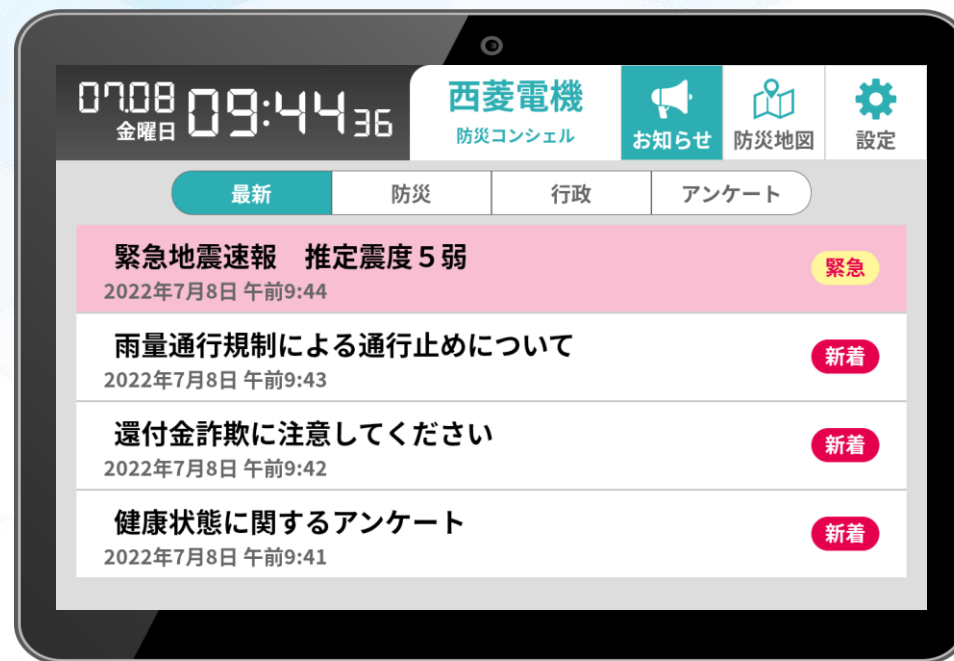 07.08
金曜日
09:44 36
西菱電機
防災コンシェル
お知らせ
防災地図
設定
最新
防災
行政
アンケート
緊急地震速報　推定震度５弱
2022年7月8日 午前9:44
緊急
雨量通行規制による通行止めについて
2022年7月8日 午前9:43
新着
還付金詐欺に注意してください
2022年7月8日 午前9:42
新着
健康状態に関するアンケート
2022年7月8日 午前9:41
新着